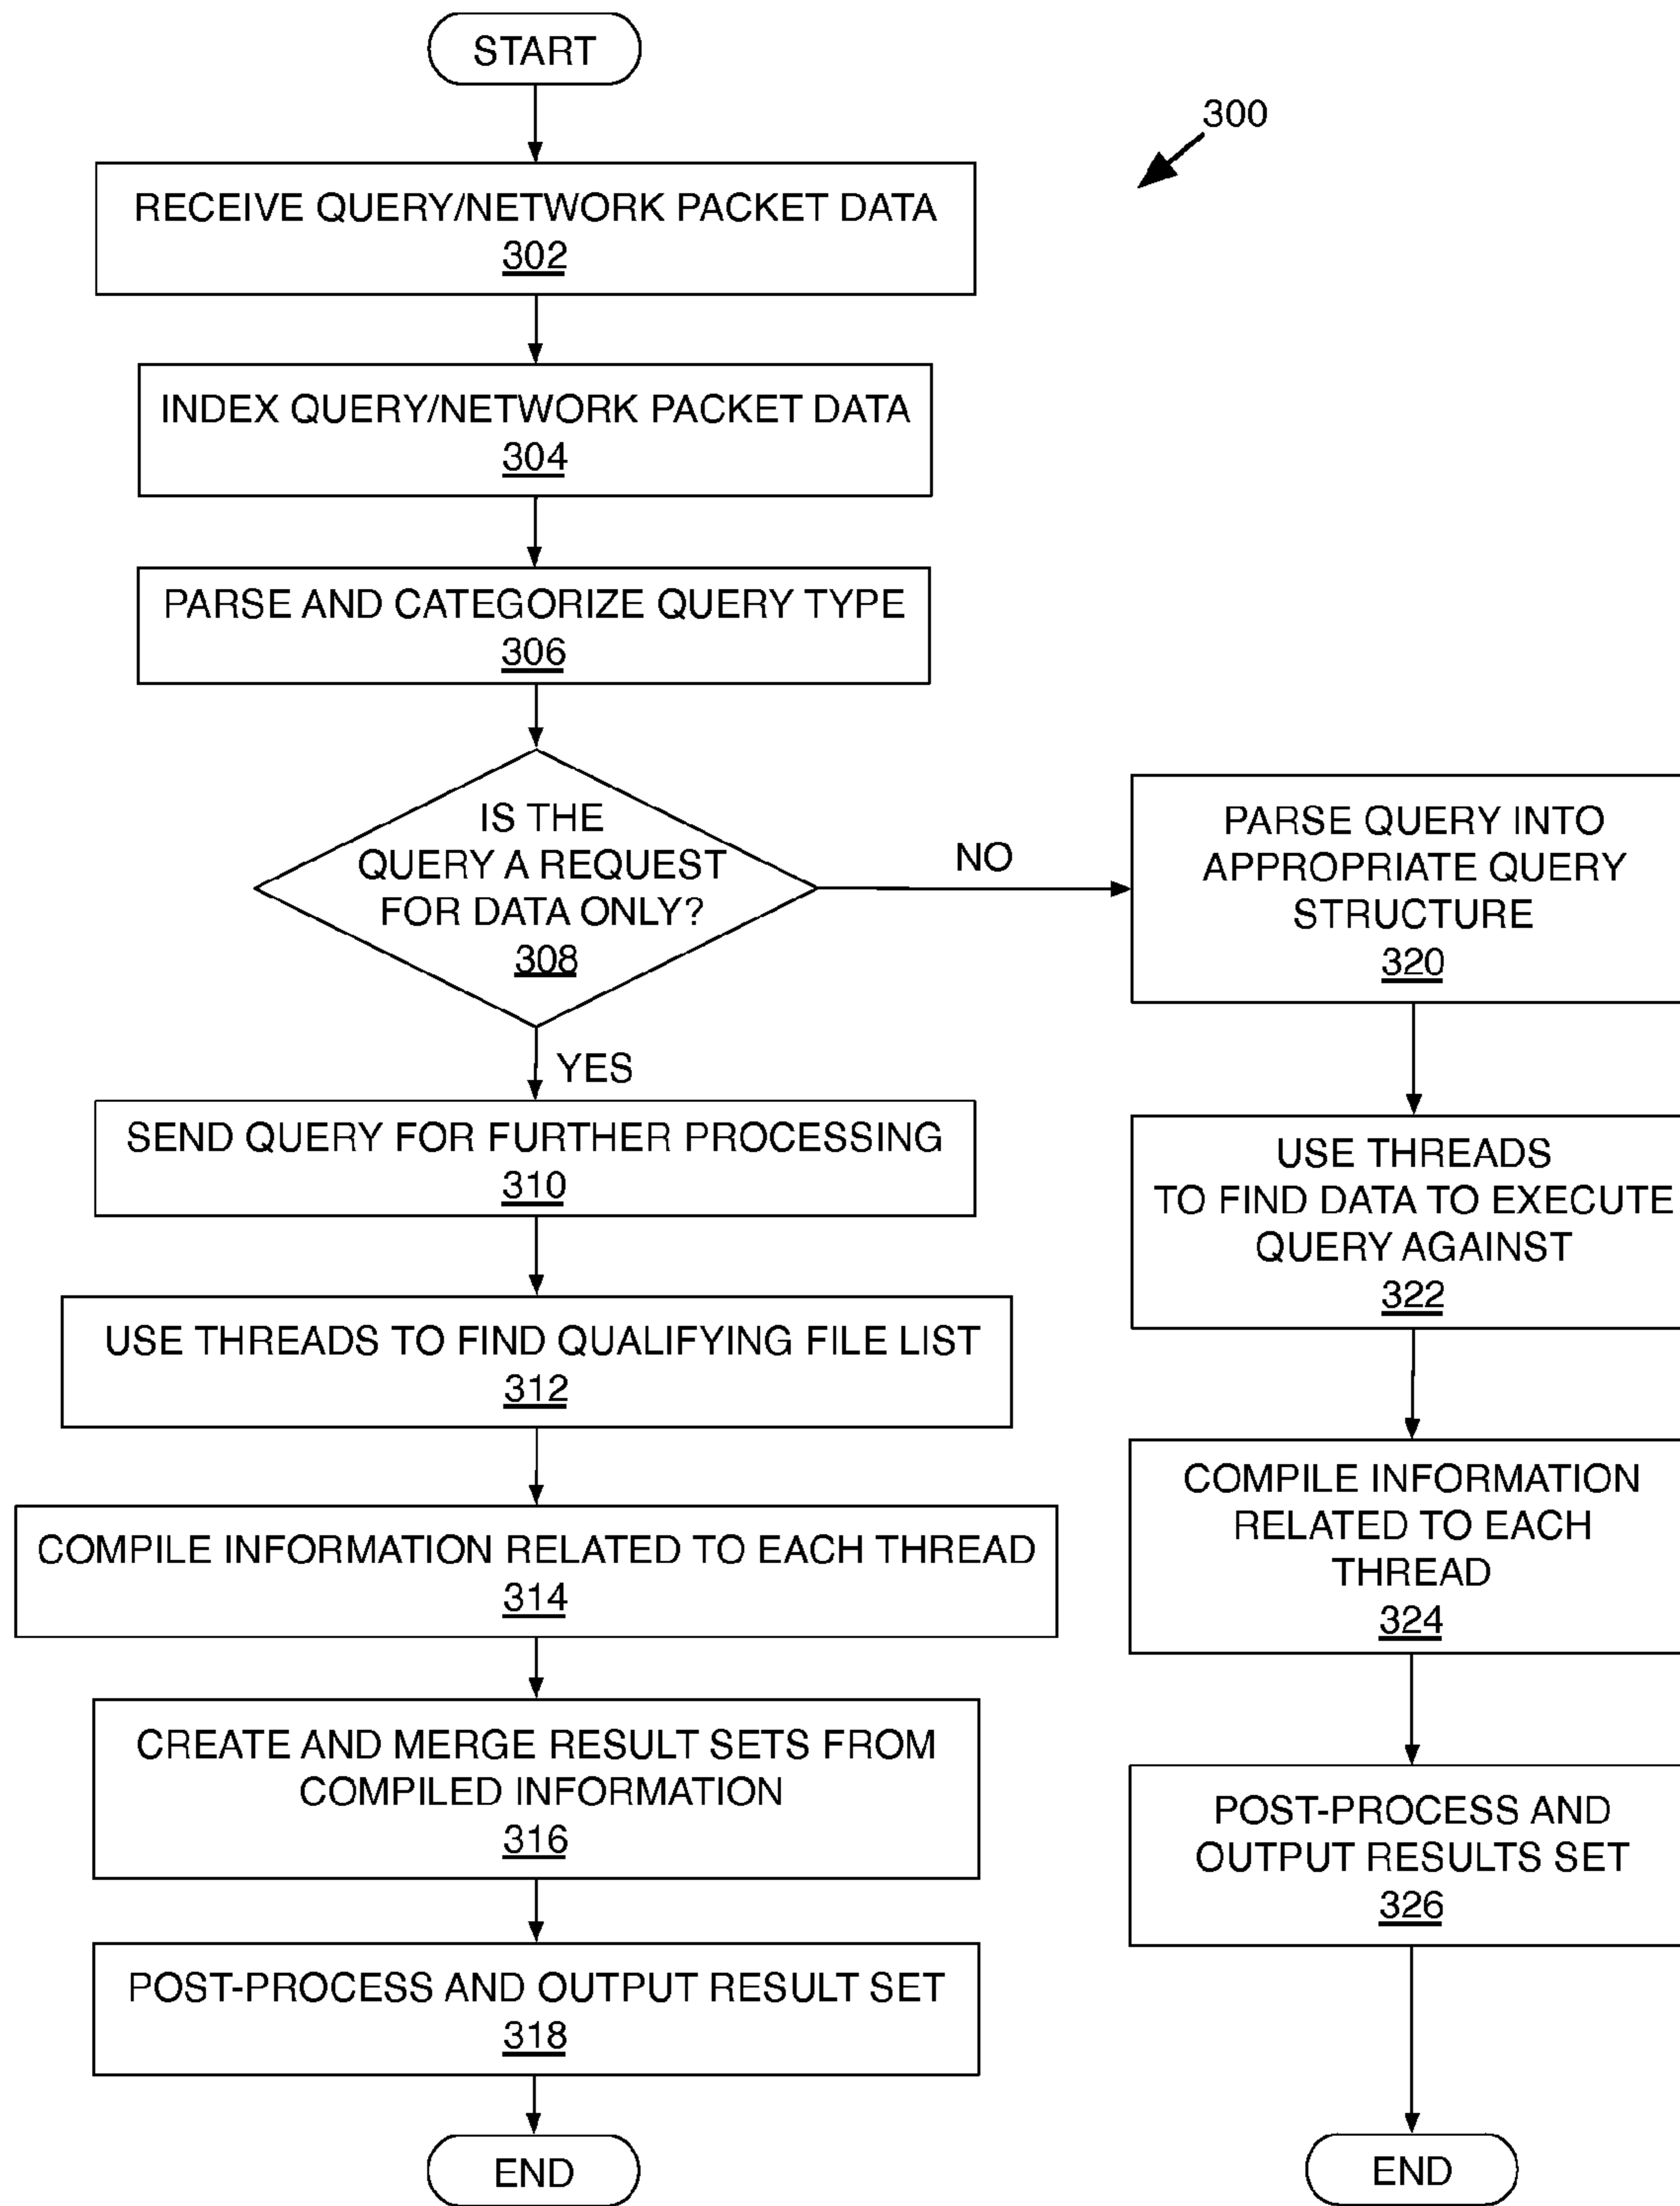 START
300
RECEIVE QUERY/NETWORK PACKET DATA
302
INDEX QUERY/NETWORK PACKET DATA
304
PARSE AND CATEGORIZE QUERY TYPE
306
IS THE
QUERY A REQUEST
FOR DATA ONLY?
308
NO
YES
SEND QUERY FOR FURTHER PROCESSING
310
USE THREADS TO FIND QUALIFYING FILE LIST
312
COMPILE INFORMATION RELATED TO EACH THREAD
314
CREATE AND MERGE RESULT SETS FROM
COMPILED INFORMATION
316
POST-PROCESS AND OUTPUT RESULT SET
318
END
PARSE QUERY INTO
APPROPRIATE QUERY
STRUCTURE
320
USE THREADS
TO FIND DATA TO EXECUTE
QUERY AGAINST
322
COMPILE INFORMATION
RELATED TO EACH
THREAD
324
POST-PROCESS AND
OUTPUT RESULTS SET
326
END